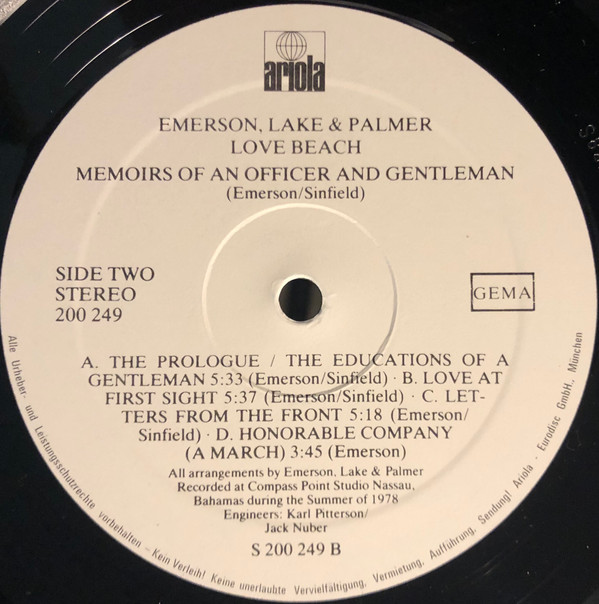 ariola
EMERSON, LAKE & PALMER
LOVE BEACH
MEMOIRS OF AN OFFICER AND GENTLEMAN
(Emerson/Sinfield)
SIDE TWO
STEREO
200 249
GEMA
A. THE PROLOGUE / THE EDUCATIONS OF A
GENTLEMAN 5:33 (Emerson/Sinfield) · B. LOVE AT
FIRST SIGHT 5:37 (Emerson/Sinfield) · C. LET-
TERS FROM THE FRONT 5:18 (Emerson/
Sinfield) · D. HONORABLE COMPANY
(A MARCH) 3:45 (Emerson)
All arrangements by Emerson, Lake & Palmer
Recorded at Compass Point Studio Nassau,
Bahamas during the Summer of 1978
Engineers: Karl Pitterson/
Jack Nuber
S 200 249 B
Alle Urheber- und Leistungsschutzrechte vorbehalten – Kein Verleih! Keine unerlaubte Vervielfältigung, Vermietung, Aufführung, Sendung! Ariola - Eurodisc GmbH., München